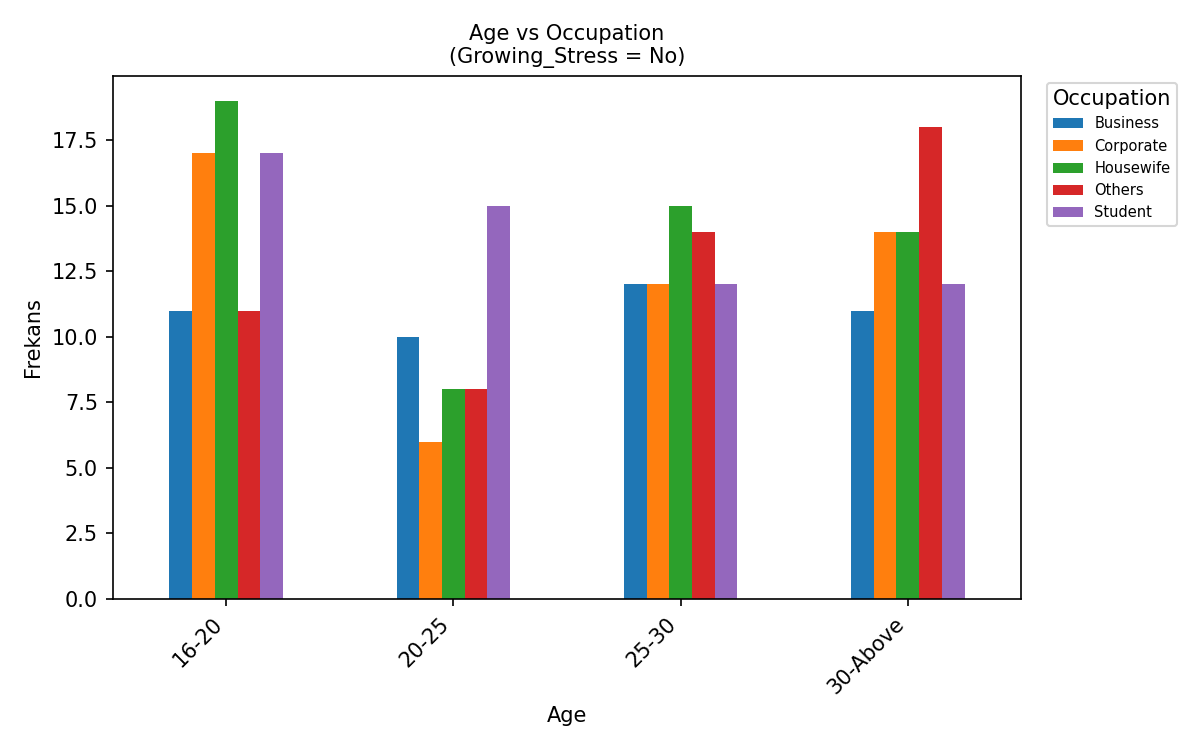 Age vs Occupation
(Growing_Stress = No)
Occupation
Business
Corporate
Housewife
Others
Student
Frekans
17.5
15.0
12.5
10.0
7.5
5.0
2.5
0.0
16-20
20-25
25-30
30-Above
Age